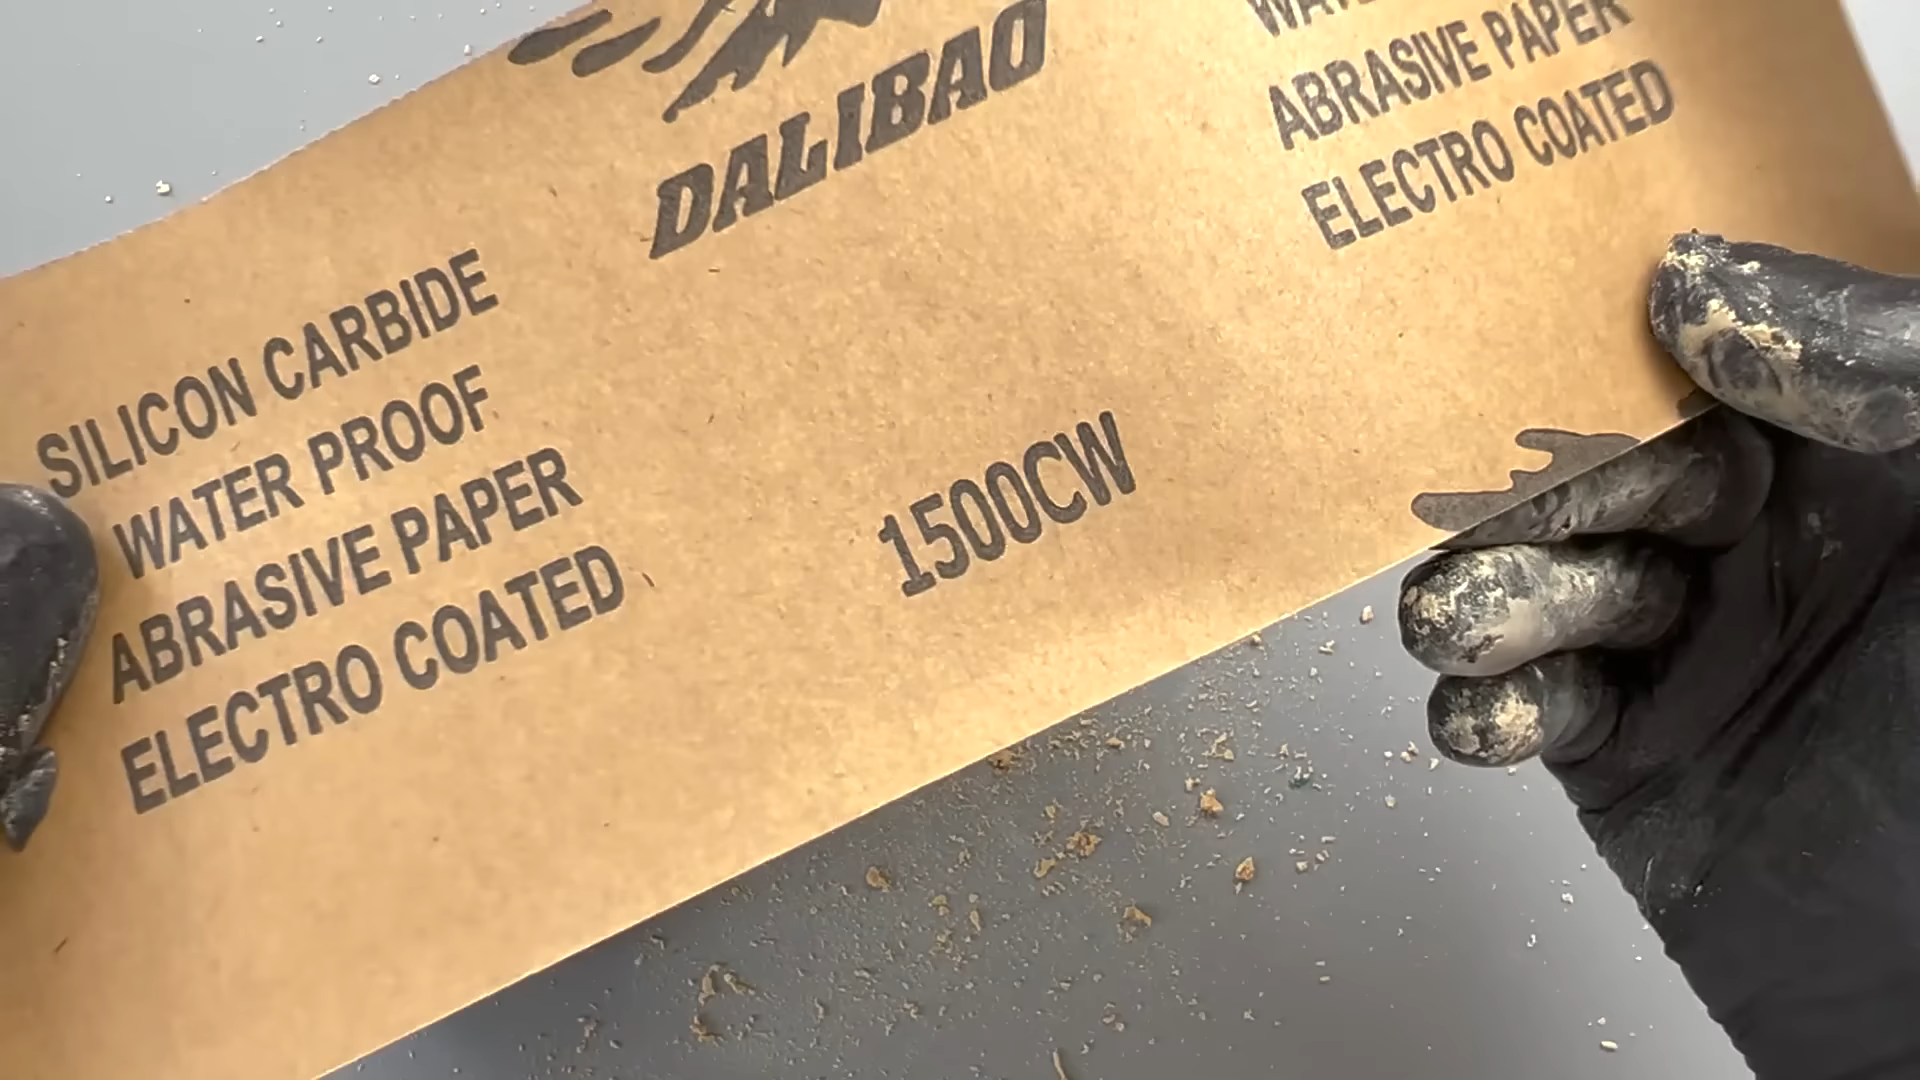 DALIBAO
SILICON CARBIDE
WATER PROOF
ABRASIVE PAPER
ELECTRO COATED
1500CW
ABRASIVE PAPER
ELECTRO COATED